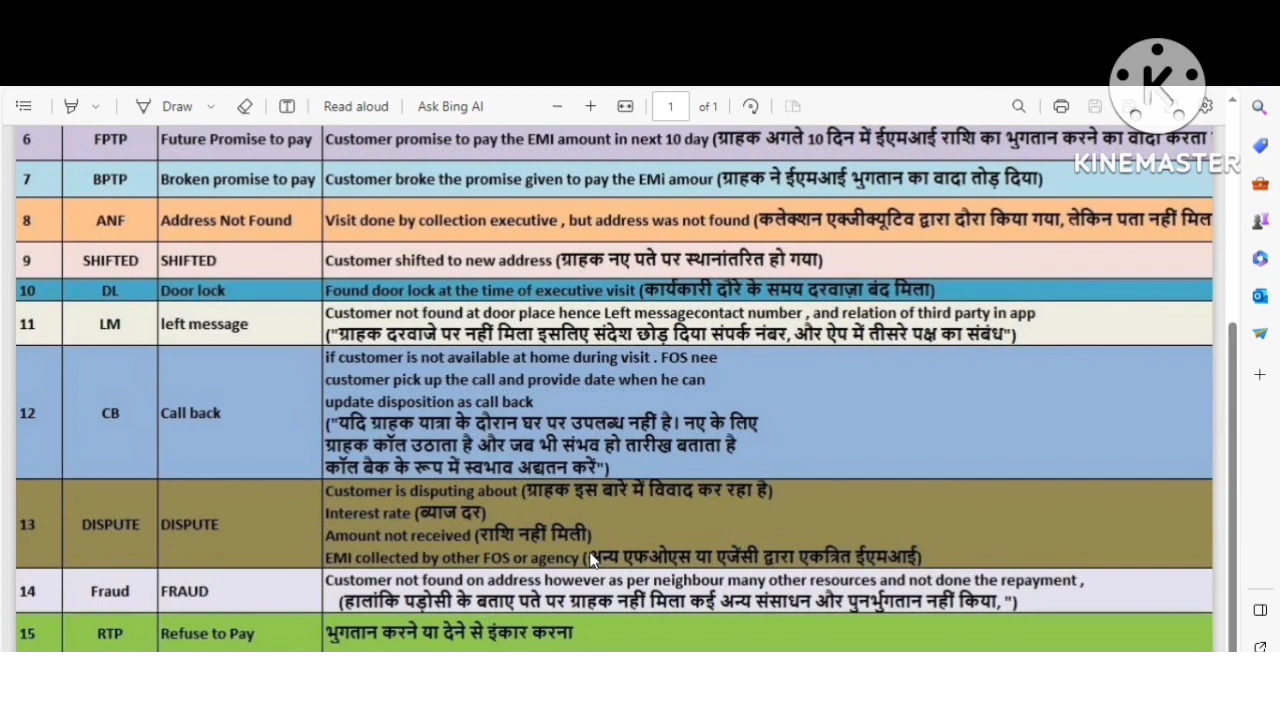 Draw
Read aloud
Ask Bing AI
1
of 1
KINEMASTER
6 FPTP Future Promise to pay Customer promise to pay the EMI amount in next 10 day (ग्राहक अगले 10 दिन में ईएमआई राशि का भुगतान करने का वादा करता
7 BPTP Broken promise to pay Customer broke the promise given to pay the EMi amour (ग्राहक ने ईएमआई भुगतान का वादा तोड़ दिया)
8 ANF Address Not Found Visit done by collection executive , but address was not found (कलेक्शन एक्जीक्यूटिव द्वारा दौरा किया गया, लेकिन पता नहीं मिल
9 SHIFTED SHIFTED Customer shifted to new address (ग्राहक नए पते पर स्थानांतरित हो गया)
10 DL Door lock Found door lock at the time of executive visit (कार्यकारी दौरे के समय दरवाज़ा बंद मिला)
11 LM left message Customer not found at door place hence Left messagecontact number , and relation of third party in app
("ग्राहक दरवाजे पर नहीं मिला इसलिए संदेश छोड़ दिया संपर्क नंबर, और ऐप में तीसरे पक्ष का संबंध")
12 CB Call back if customer is not available at home during visit . FOS nee
customer pick up the call and provide date when he can
update disposition as call back
("यदि ग्राहक यात्रा के दौरान घर पर उपलब्ध नहीं है। नए के लिए
ग्राहक कॉल उठाता है और जब भी संभव हो तारीख बताता है
कॉल बैक के रूप में स्वभाव अद्यतन करें")
13 DISPUTE DISPUTE Customer is disputing about (ग्राहक इस बारे में विवाद कर रहा है)
Interest rate (ब्याज दर)
Amount not received (राशि नहीं मिली)
EMI collected by other FOS or agency (अन्य एफओएस या एजेंसी द्वारा एकत्रित ईएमआई)
14 Fraud FRAUD Customer not found on address however as per neighbour many other resources and not done the repayment ,
(हालांकि पड़ोसी के बताए पते पर ग्राहक नहीं मिला कई अन्य संसाधन और पुनर्भुगतान नहीं किया, ")
15 RTP Refuse to Pay भुगतान करने या देने से इंकार करना